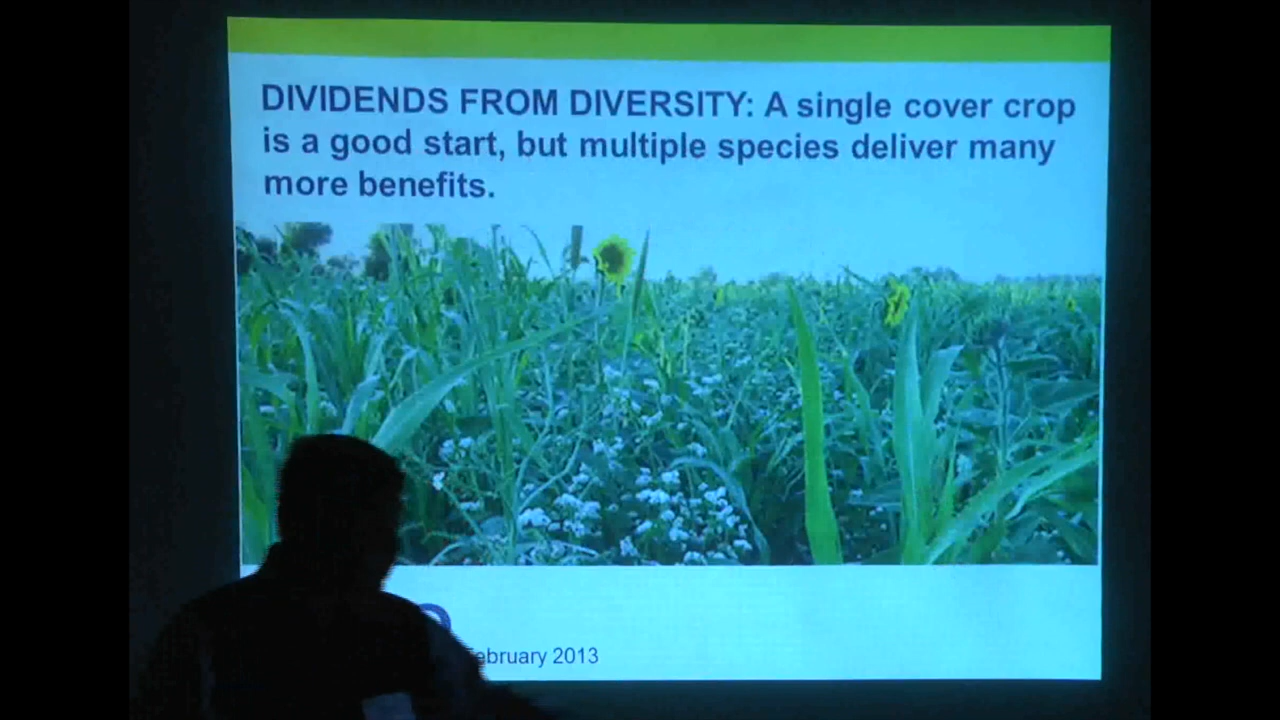 DIVIDENDS FROM DIVERSITY: A single cover crop
is a good start, but multiple species deliver many
more benefits.
ebruary 2013